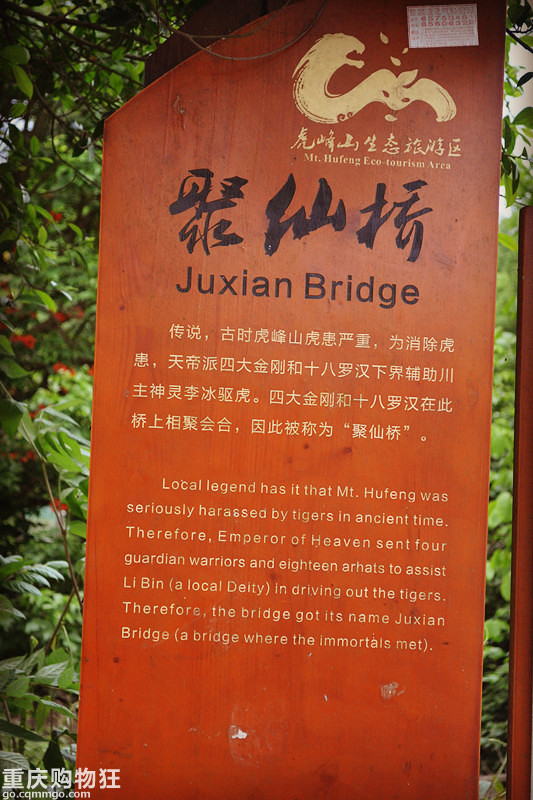 虎峰山生态旅游区
Mt. Hufeng Eco-tourism Area
聚仙桥
Juxian Bridge
传说，古时虎峰山虎患严重，为消除虎
患，天帝派四大金刚和十八罗汉下界辅助川
主神灵李冰驱虎。四大金刚和十八罗汉在此
桥上相聚会合，因此被称为“聚仙桥”。
Local legend has it that Mt. Hufeng was
seriously harassed by tigers in ancient time.
Therefore, Emperor of Heaven sent four
guardian warriors and eighteen arhats to assist
Li Bin (a local Deity) in driving out the tigers.
Therefore, the bridge got its name Juxian
Bridge (a bridge where the immortals met).
重庆购物狂
go.cqmmgo.com